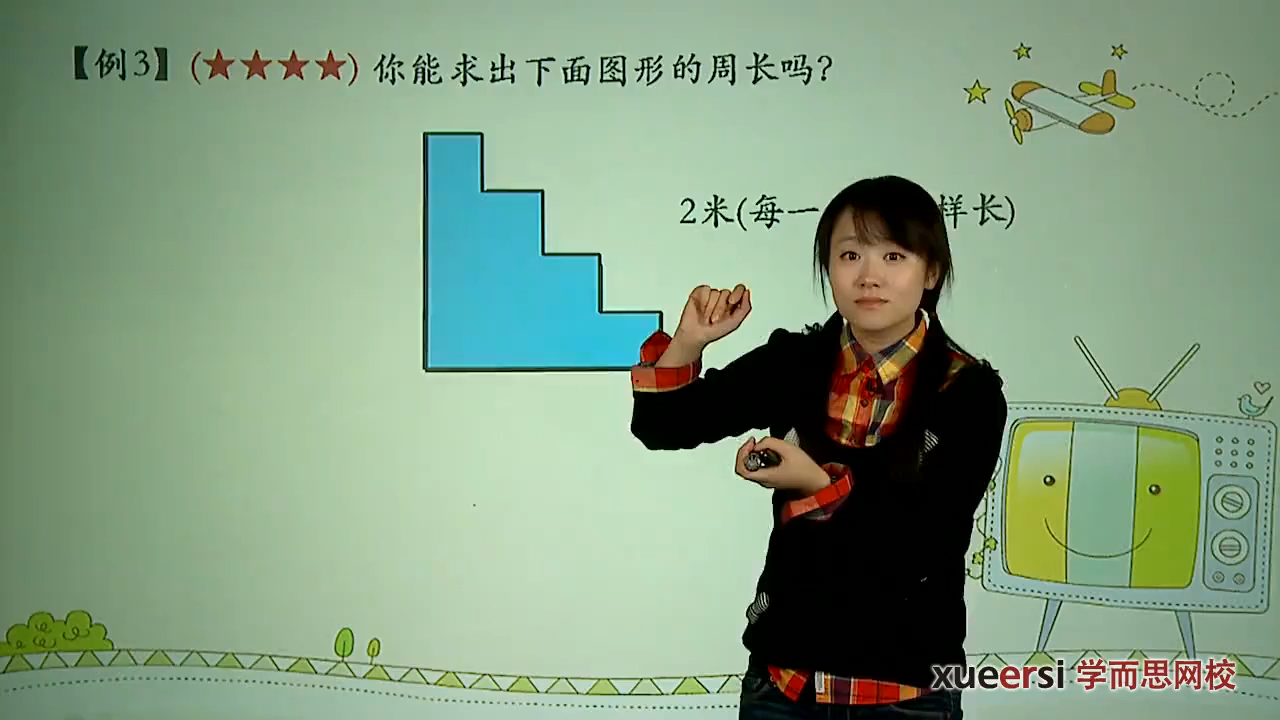 【例3】(★★★★) 你能求出下面图形的周长吗?
2米(每一 样长)
xueersi 学而思网校